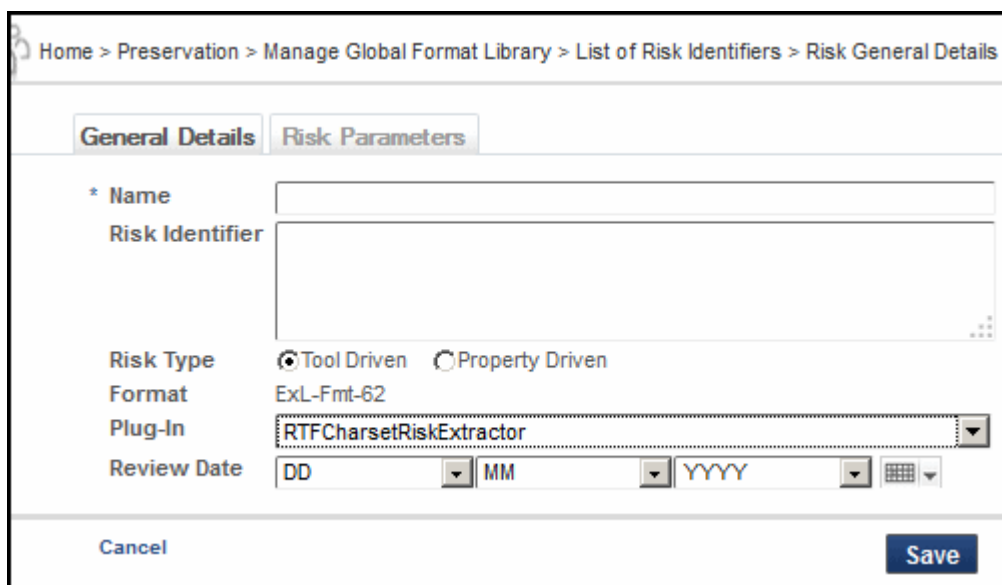 Home > Preservation > Manage Global Format Library > List of Risk Identifiers > Risk General Details
General Details Risk Parameters
* Name
Risk Identifier
Risk Type Tool Driven Property Driven
Format ExL-Fmt-62
Plug-In RTFCharsetRiskExtractor
Review Date DD MM YYYY
Cancel Save